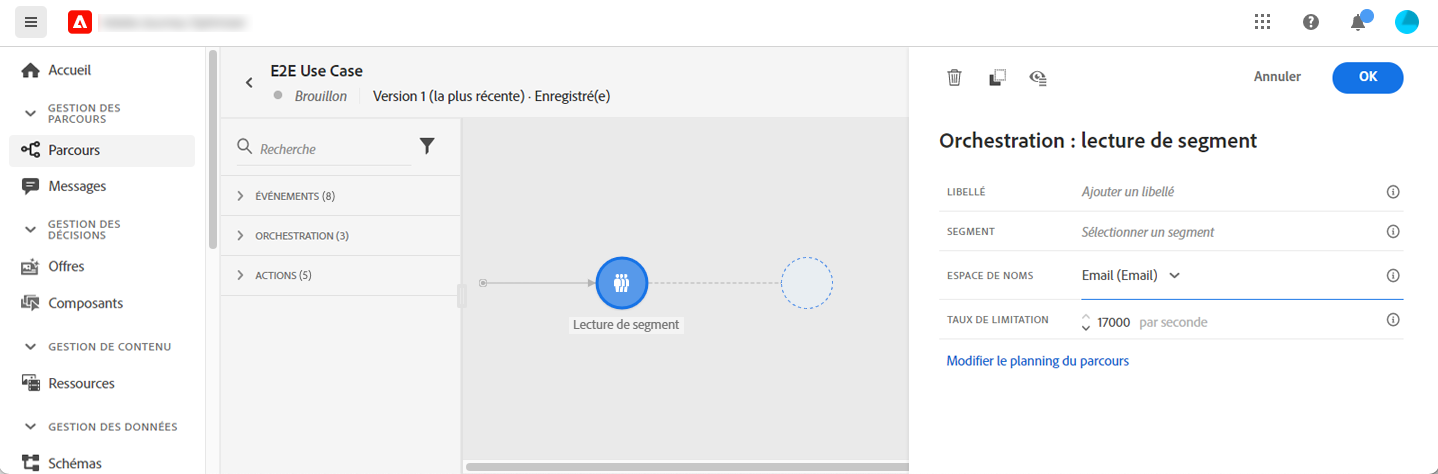 Accueil
GESTION DES
PARCOURS
Parcours
Messages
GESTION DES
DÉCISIONS
Offres
Composants
GESTION DE CONTENU
Ressources
GESTION DES DONNÉES
Schémas
E2E Use Case
Brouillon Version 1 (la plus récente) · Enregistré(e)
Recherche
ÉVÉNEMENTS (8)
ORCHESTRATION (3)
ACTIONS (5)
Lecture de segment
Annuler OK
Orchestration : lecture de segment
LIBELLÉ Ajouter un libellé
SEGMENT Sélectionner un segment
ESPACE DE NOMS Email (Email)
TAUX DE LIMITATION 17000 par seconde
Modifier le planning du parcours